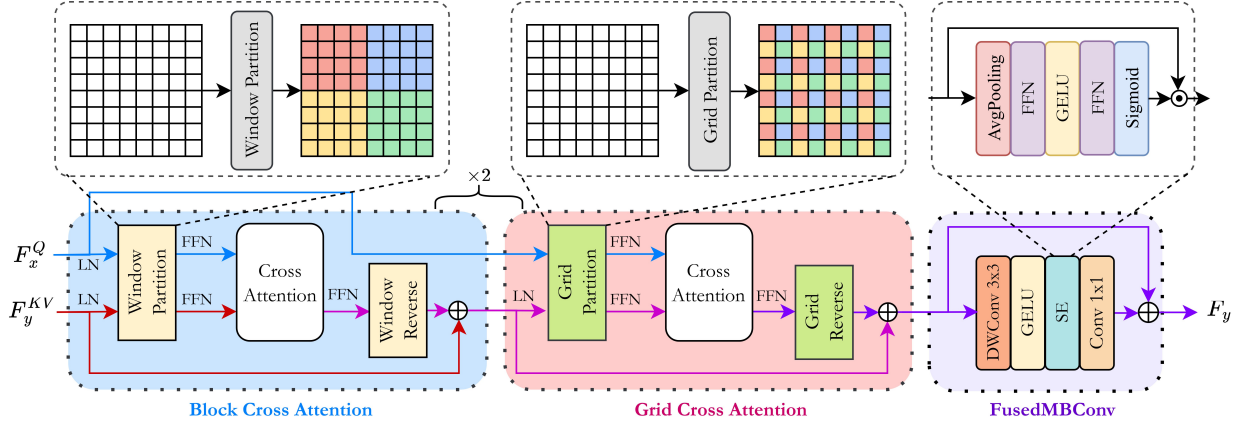 Window Partition
Grid Partition
AvgPooling
FFN
GELU
FFN
Sigmoid
×2
F_x^Q
LN
Window
Partition
FFN
Cross
Attention
F_y^{KV}
LN
FFN
FFN
Window
Reverse
LN
Grid
Partition
FFN
FFN
Cross
Attention
FFN
Grid
Reverse
DWConv 3x3
GELU
SE
Conv 1x1
F_y
Block Cross Attention
Grid Cross Attention
FusedMBConv